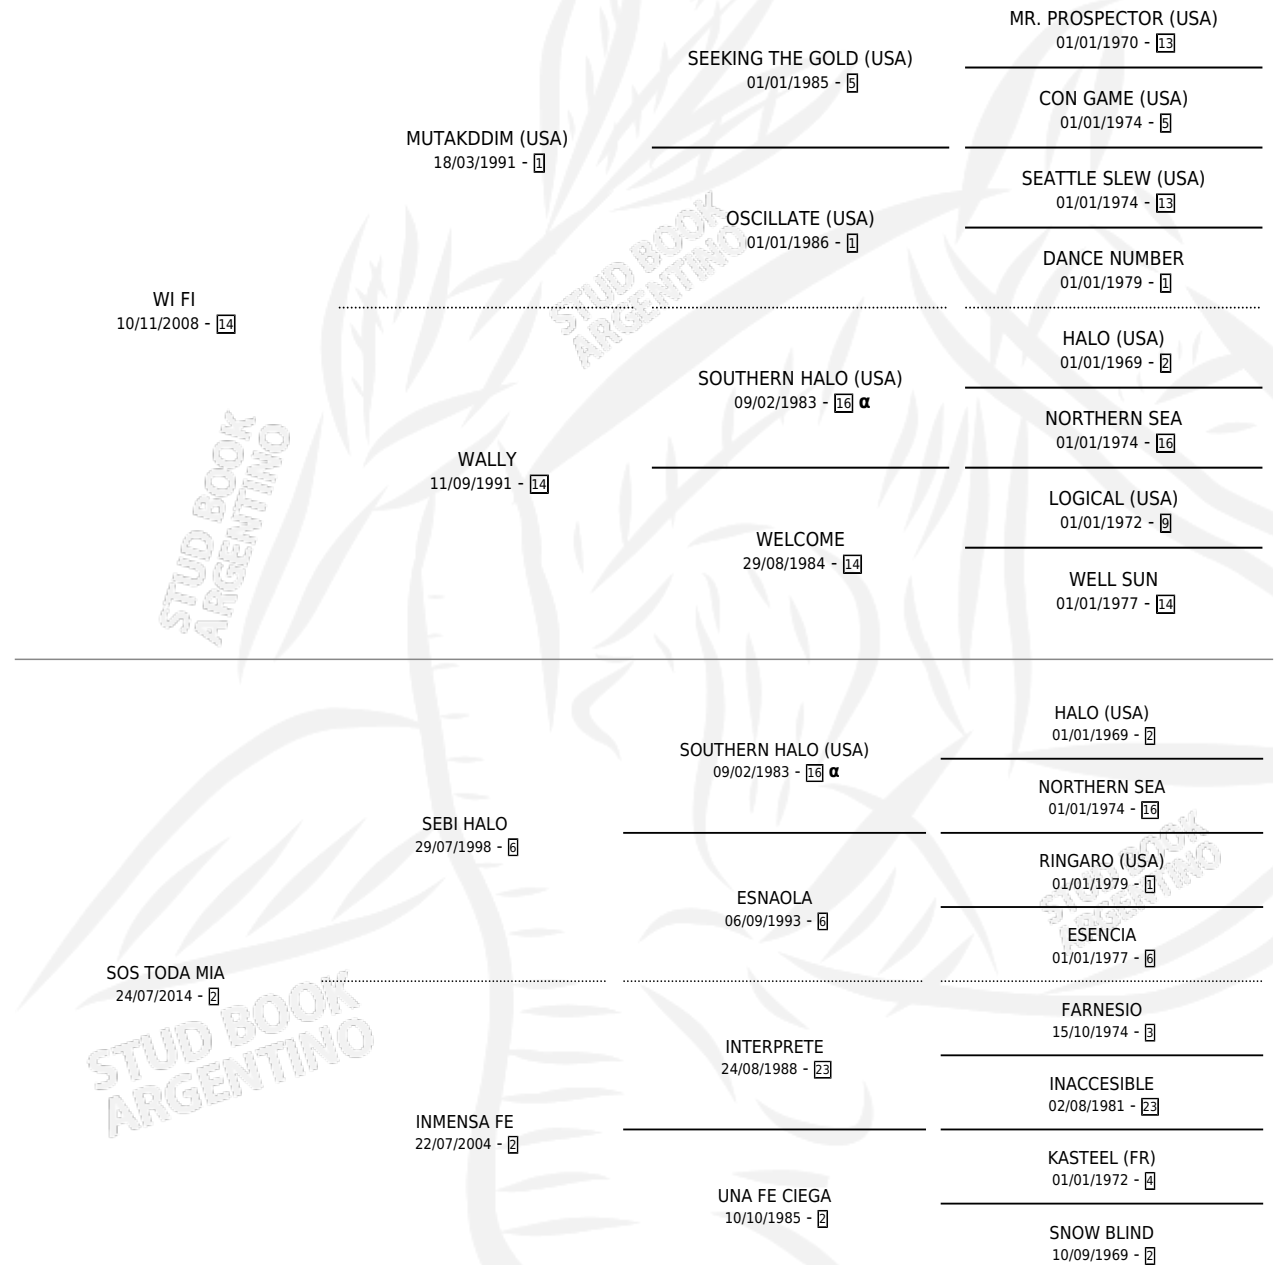 WI FI
10/11/2008 - 14
MUTAKDDIM (USA)
18/03/1991 - 1
SEEKING THE GOLD (USA)
01/01/1985 - 5
MR. PROSPECTOR (USA)
01/01/1970 - 13
CON GAME (USA)
01/01/1974 - 5
OSCILLATE (USA)
01/01/1986 - 1
SEATTLE SLEW (USA)
01/01/1974 - 13
DANCE NUMBER
01/01/1979 - 1
WALLY
11/09/1991 - 14
SOUTHERN HALO (USA)
09/02/1983 - 16 α
HALO (USA)
01/01/1969 - 2
NORTHERN SEA
01/01/1974 - 16
WELCOME
29/08/1984 - 14
LOGICAL (USA)
01/01/1972 - 9
WELL SUN
01/01/1977 - 14
SOS TODA MIA
24/07/2014 - 2
SEBI HALO
29/07/1998 - 6
SOUTHERN HALO (USA)
09/02/1983 - 16 α
HALO (USA)
01/01/1969 - 2
NORTHERN SEA
01/01/1974 - 16
ESNAOLA
06/09/1993 - 6
RINGARO (USA)
01/01/1979 - 1
ESENCIA
01/01/1977 - 6
INMENSA FE
22/07/2004 - 2
INTERPRETE
24/08/1988 - 23
FARNESIO
15/10/1974 - 3
INACCESIBLE
02/08/1981 - 23
UNA FE CIEGA
10/10/1985 - 2
KASTEEL (FR)
01/01/1972 - 4
SNOW BLIND
10/09/1969 - 2
STUD BOOK
ARGENTINO
STUD BOOK
ARGENTINO
STUD BOOK
ARGENTINO
STUD BOOK
ARGENTINO